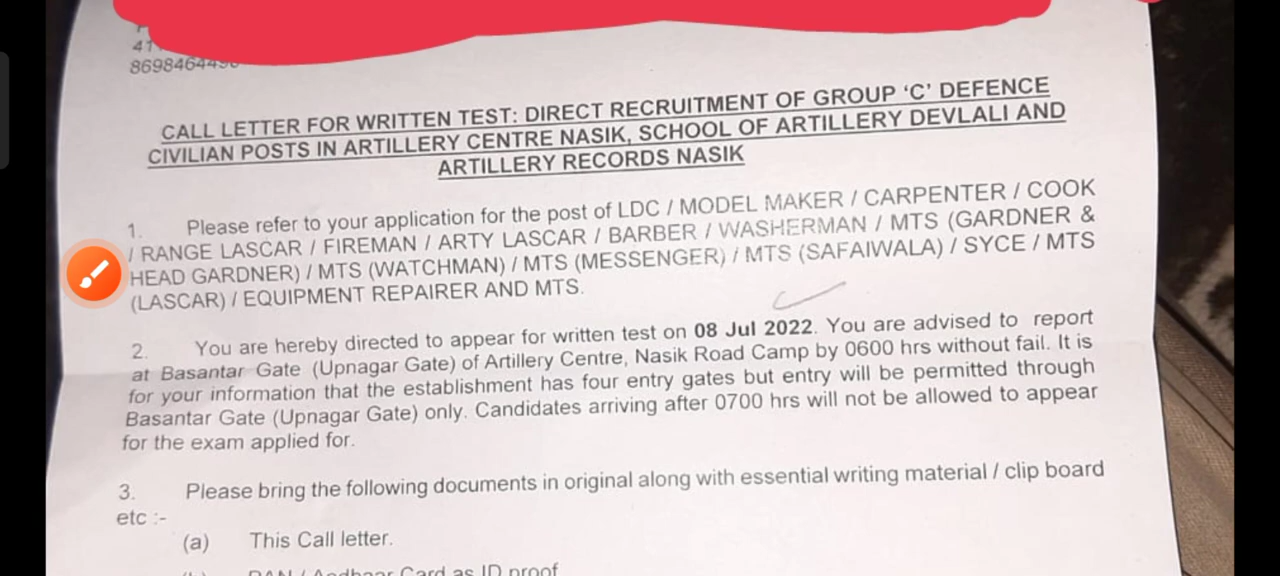 41
86984644
CALL LETTER FOR WRITTEN TEST: DIRECT RECRUITMENT OF GROUP ‘C’ DEFENCE
CIVILIAN POSTS IN ARTILLERY CENTRE NASIK, SCHOOL OF ARTILLERY DEVLALI AND
ARTILLERY RECORDS NASIK
1. Please refer to your application for the post of LDC / MODEL MAKER / CARPENTER / COOK
/ RANGE LASCAR / FIREMAN / ARTY LASCAR / BARBER / WASHERMAN / MTS (GARDNER &
HEAD GARDNER) / MTS (WATCHMAN) / MTS (MESSENGER) / MTS (SAFAIWALA) / SYCE / MTS
(LASCAR) / EQUIPMENT REPAIRER AND MTS.
2. You are hereby directed to appear for written test on 08 Jul 2022. You are advised to report
at Basantar Gate (Upnagar Gate) of Artillery Centre, Nasik Road Camp by 0600 hrs without fail. It is
for your information that the establishment has four entry gates but entry will be permitted through
Basantar Gate (Upnagar Gate) only. Candidates arriving after 0700 hrs will not be allowed to appear
for the exam applied for.
3. Please bring the following documents in original along with essential writing material / clip board
etc :-
(a) This Call letter.
PAN / Aadhaar Card as ID proof